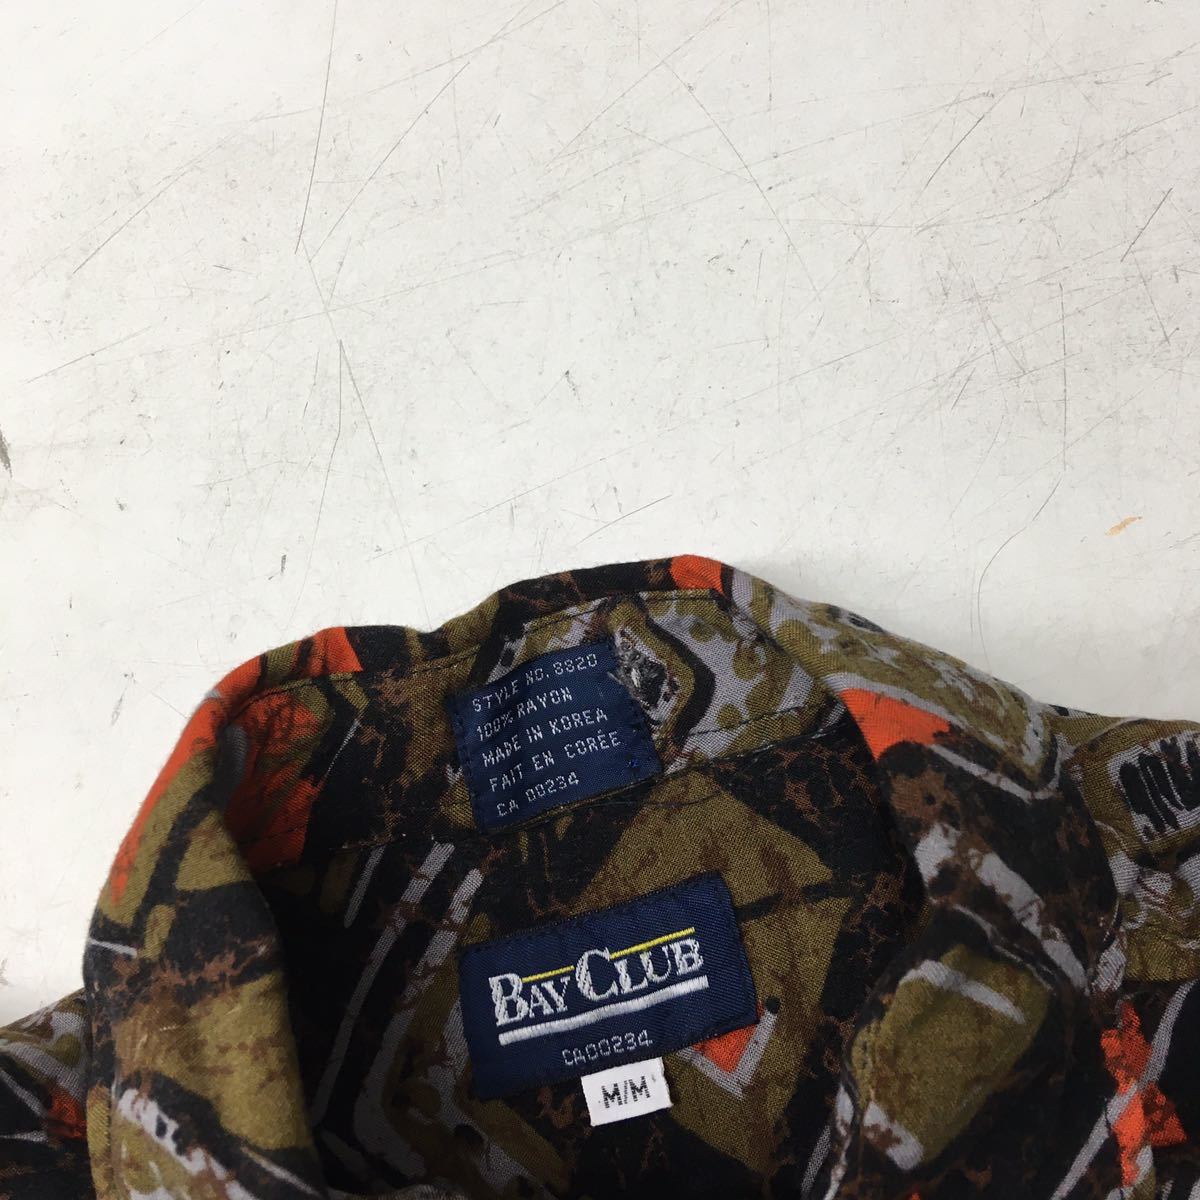 STYLE NO. 8820
100% RAYON
MADE IN KOREA
FAIT EN CORÉE
CA 00234
BAY CLUB
CA00234
M/M